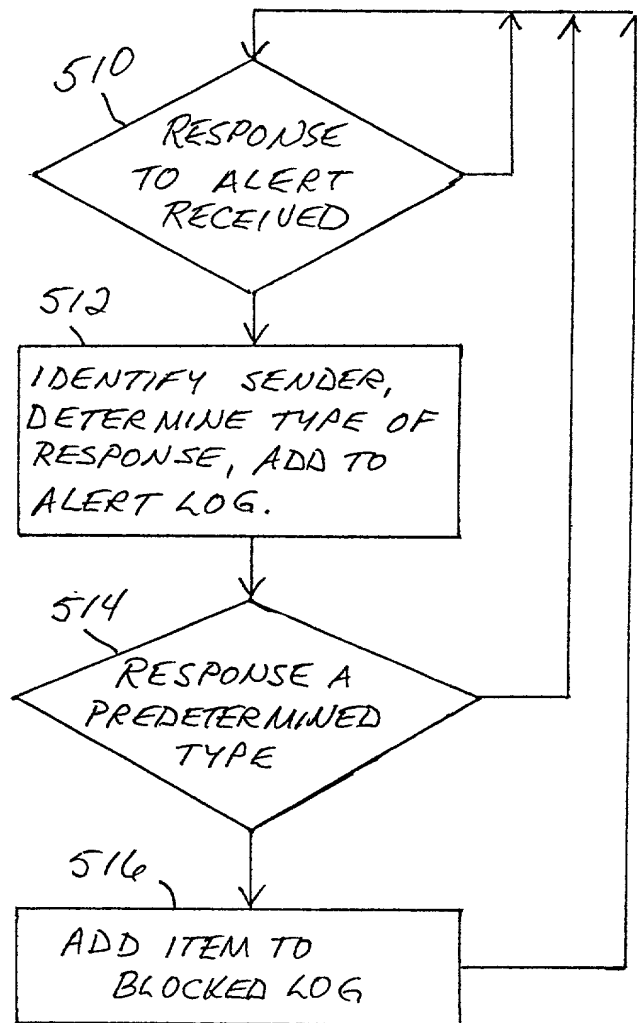 510
RESPONSE
TO ALERT
RECEIVED
512
IDENTIFY SENDER,
DETERMINE TYPE OF
RESPONSE, ADD TO
ALERT LOG.
514
RESPONSE A
PREDETERMINED
TYPE
516
ADD ITEM TO
BLOCKED LOG